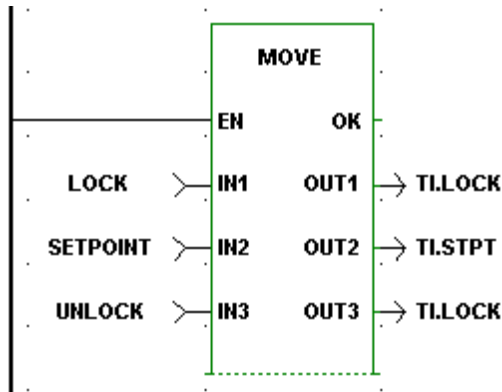 MOVE
EN OK
LOCK IN1 OUT1 TI.LOCK
SETPOINT IN2 OUT2 TI.STPT
UNLOCK IN3 OUT3 TI.LOCK